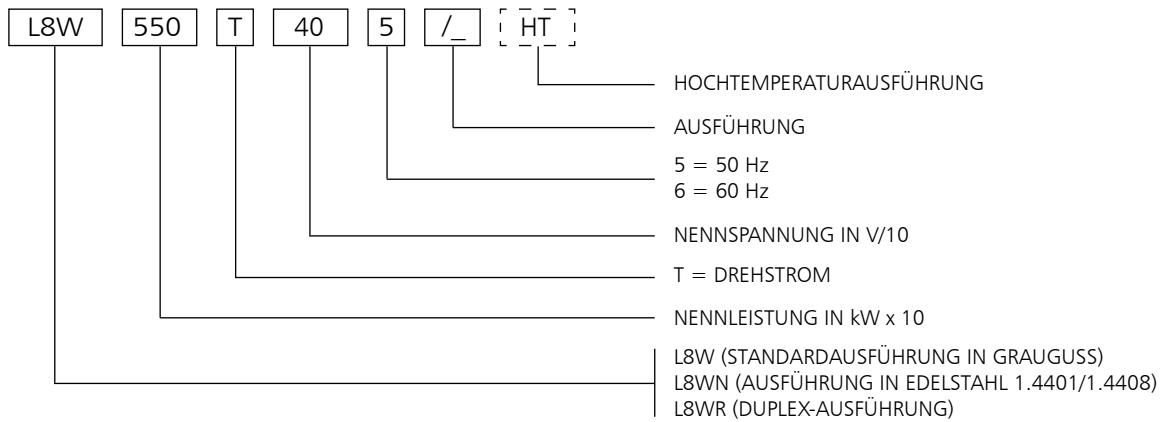 L8W 550 T 40 5 /_ HT
HOCHTEMPERATURAUSFÜHRUNG
AUSFÜHRUNG
5 = 50 Hz
6 = 60 Hz
NENNSPANNUNG IN V/10
T = DREHSTROM
NENNLEISTUNG IN kW x 10
L8W (STANDARDAUSFÜHRUNG IN GRAUGUSS)
L8WN (AUSFÜHRUNG IN EDELSTAHL 1.4401/1.4408)
L8WR (DUPLEX-AUSFÜHRUNG)